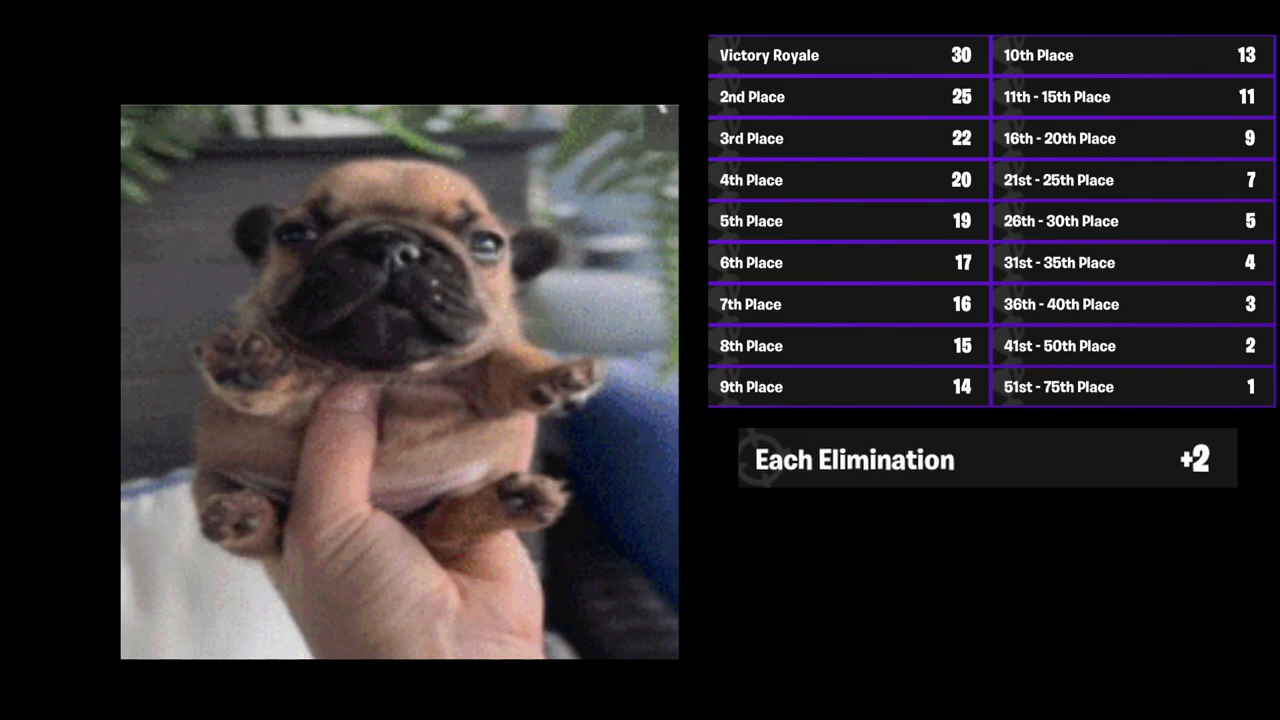 Victory Royale 30
2nd Place 25
3rd Place 22
4th Place 20
5th Place 19
6th Place 17
7th Place 16
8th Place 15
9th Place 14
10th Place 13
11th - 15th Place 11
16th - 20th Place 9
21st - 25th Place 7
26th - 30th Place 5
31st - 35th Place 4
36th - 40th Place 3
41st - 50th Place 2
51st - 75th Place 1
Each Elimination +2